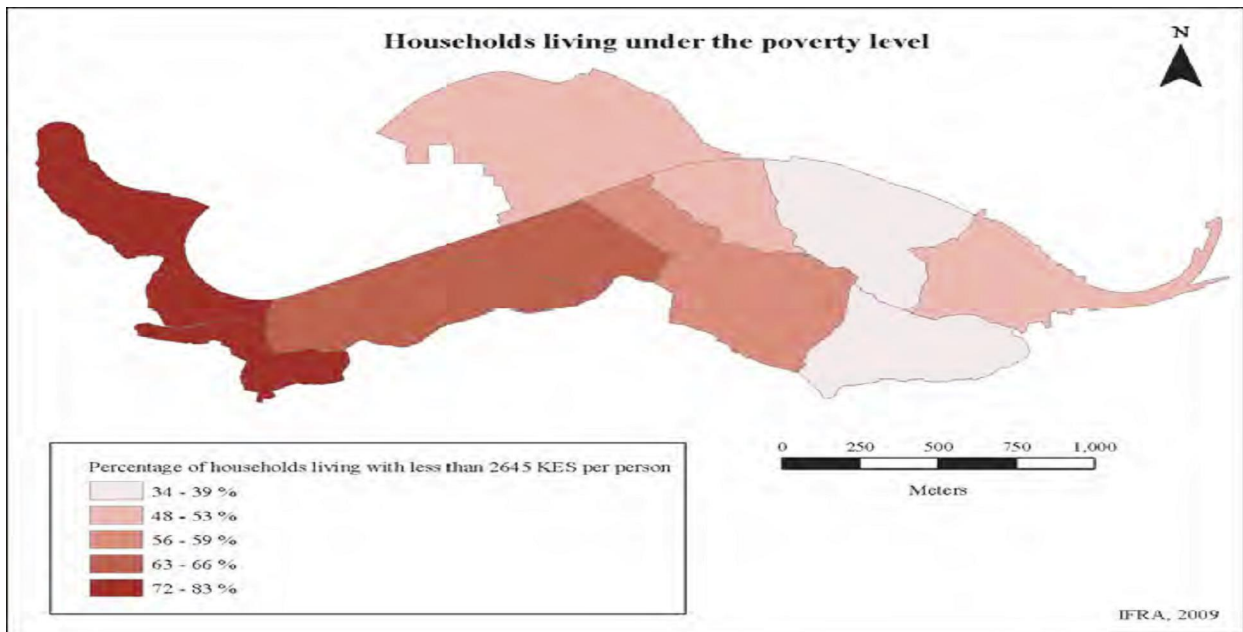 Households living under the poverty level
N
Percentage of households living with less than 2645 KES per person
34 - 39 %
48 - 53 %
56 - 59 %
63 - 66 %
72 - 83 %
0 250 500 750 1,000
Meters
IFRA, 2009